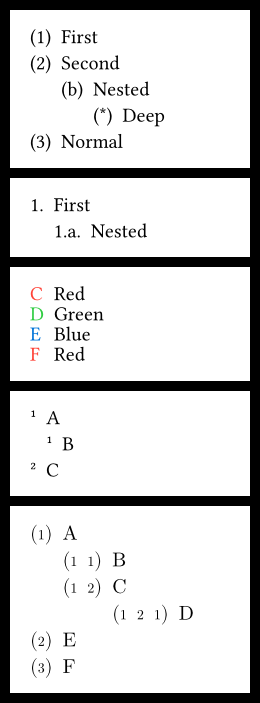 (1) First
(2) Second
(b) Nested
(*) Deep
(3) Normal
1. First
1.a. Nested
C Red
D Green
E Blue
F Red
¹ A
¹ B
² C
(1) A
(1 1) B
(1 2) C
(1 2 1) D
(2) E
(3) F